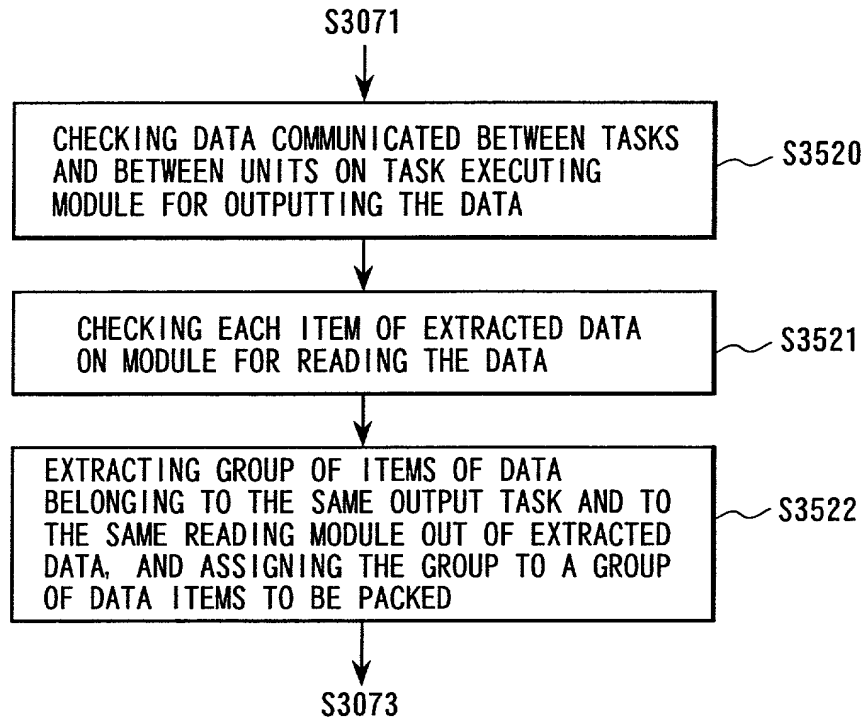 S3071
CHECKING DATA COMMUNICATED BETWEEN TASKS
AND BETWEEN UNITS ON TASK EXECUTING
MODULE FOR OUTPUTTING THE DATA
S3520
CHECKING EACH ITEM OF EXTRACTED DATA
ON MODULE FOR READING THE DATA
S3521
EXTRACTING GROUP OF ITEMS OF DATA
BELONGING TO THE SAME OUTPUT TASK AND TO
THE SAME READING MODULE OUT OF EXTRACTED
DATA, AND ASSIGNING THE GROUP TO A GROUP
OF DATA ITEMS TO BE PACKED
S3522
S3073